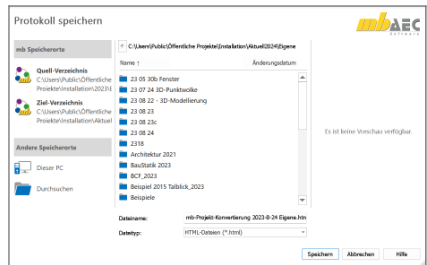 Protokoll speichern
mbAEC
Software
mb Speicherorte
Quell-Verzeichnis
C:\Users\Public\Öffentliche
Projekte\Installation\2023\E
Ziel-Verzeichnis
C:\Users\Public\Öffentliche
Projekte\Installation\Aktuel
Andere Speicherorte
Dieser PC
Durchsuchen
C:\Users\Public\Öffentliche Projekte\Installation\Aktuell2024\Eigene
Name ↑ Änderungsdatum
23 05 30b Fenster
23 07 24 3D-Punktwolke
23 08 22 - 3D-Modellierung
23 08 23
23 08 23c
23 08 24
2318
Architektur 2021
BauStatik 2023
BCF_2023
Beispiel 2015 Talblick_2023
Beispiele
Es ist keine Vorschau verfügbar.
Dateiname: mb-Projekt-Konvertierung 2023-8-24 Eigene.htn
Dateityp: HTML-Dateien (*.html)
Speichern Abbrechen Hilfe